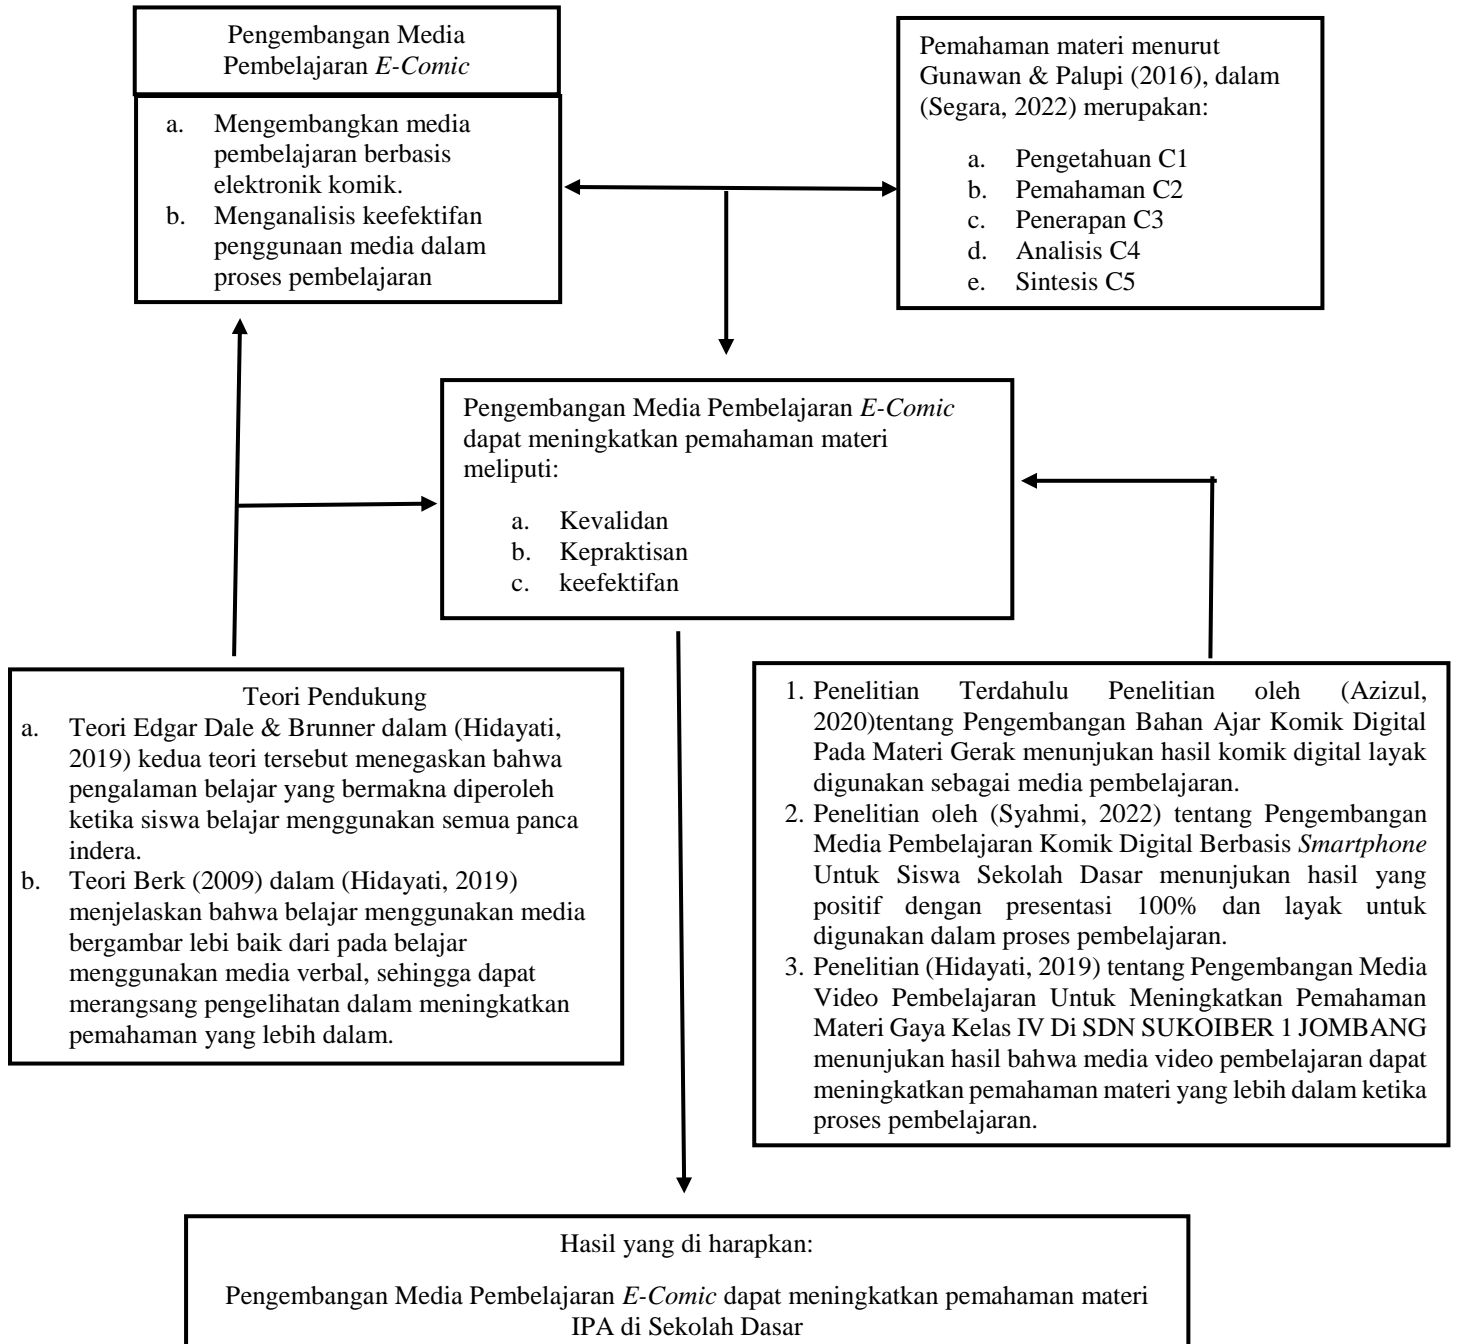 Pengembangan Media
Pembelajaran E-Comic
a. Mengembangkan media
pembelajaran berbasis
elektronik komik.
b. Menganalisis keefektifan
penggunaan media dalam
proses pembelajaran
Pemahaman materi menurut
Gunawan & Palupi (2016), dalam
(Segara, 2022) merupakan:
a. Pengetahuan C1
b. Pemahaman C2
c. Penerapan C3
d. Analisis C4
e. Sintesis C5
Pengembangan Media Pembelajaran E-Comic
dapat meningkatkan pemahaman materi
meliputi:
a. Kevalidan
b. Kepraktisan
c. keefektifan
Teori Pendukung
a. Teori Edgar Dale & Brunner dalam (Hidayati,
2019) kedua teori tersebut menegaskan bahwa
pengalaman belajar yang bermakna diperoleh
ketika siswa belajar menggunakan semua panca
indera.
b. Teori Berk (2009) dalam (Hidayati, 2019)
menjelaskan bahwa belajar menggunakan media
bergambar lebi baik dari pada belajar
menggunakan media verbal, sehingga dapat
merangsang pengelihatan dalam meningkatkan
pemahaman yang lebih dalam.
1. Penelitian Terdahulu Penelitian oleh (Azizul,
2020)tentang Pengembangan Bahan Ajar Komik Digital
Pada Materi Gerak menunjukan hasil komik digital layak
digunakan sebagai media pembelajaran.
2. Penelitian oleh (Syahmi, 2022) tentang Pengembangan
Media Pembelajaran Komik Digital Berbasis Smartphone
Untuk Siswa Sekolah Dasar menunjukan hasil yang
positif dengan presentasi 100% dan layak untuk
digunakan dalam proses pembelajaran.
3. Penelitian (Hidayati, 2019) tentang Pengembangan Media
Video Pembelajaran Untuk Meningkatkan Pemahaman
Materi Gaya Kelas IV Di SDN SUKOIBER 1 JOMBANG
menunjukan hasil bahwa media video pembelajaran dapat
meningkatkan pemahaman materi yang lebih dalam ketika
proses pembelajaran.
Hasil yang di harapkan:
Pengembangan Media Pembelajaran E-Comic dapat meningkatkan pemahaman materi
IPA di Sekolah Dasar